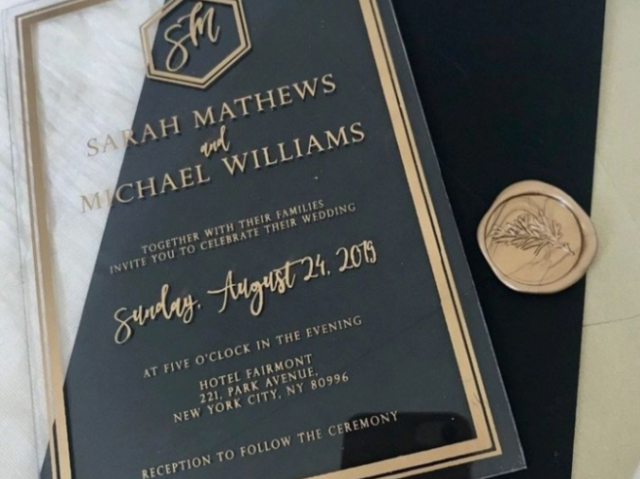 SM
SARAH MATHEWS
and
MICHAEL WILLIAMS
TOGETHER WITH THEIR FAMILIES
INVITE YOU TO CELEBRATE THEIR WEDDING
Sunday, August 24, 2019
AT FIVE O'CLOCK IN THE EVENING
HOTEL FAIRMONT
221, PARK AVENUE,
NEW YORK CITY, NY 80996
RECEPTION TO FOLLOW THE CEREMONY